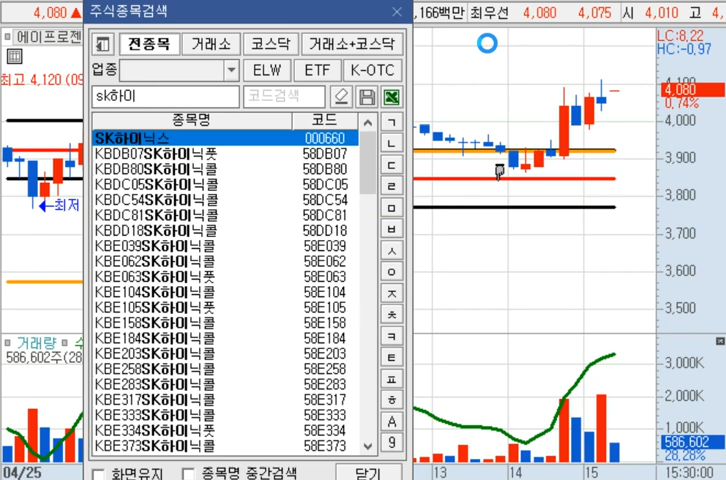 주식종목검색
,166백만 최우선 4,080 4,075 시 4,010 고 4,
4,080 ▲
에이프로젠
전종목 거래소 코스닥 거래소+코스닥
업종 ELW ETF K-OTC
sk하이 코드검색
종목명 코드
SK하이닉스 000660
KBDB07SK하이닉풋 58DB07
KBDB80SK하이닉콜 58DB80
KBDC05SK하이닉콜 58DC05
KBDC54SK하이닉콜 58DC54
KBDC81SK하이닉콜 58DC81
KBDD18SK하이닉콜 58DD18
KBE039SK하이닉콜 58E039
KBE062SK하이닉콜 58E062
KBE063SK하이닉풋 58E063
KBE104SK하이닉콜 58E104
KBE105SK하이닉풋 58E105
KBE158SK하이닉콜 58E158
KBE184SK하이닉콜 58E184
KBE203SK하이닉콜 58E203
KBE258SK하이닉콜 58E258
KBE283SK하이닉콜 58E283
KBE317SK하이닉콜 58E317
KBE333SK하이닉콜 58E333
KBE334SK하이닉풋 58E334
KBE373SK하이닉콜 58E373
ㄱ
ㄴ
ㄷ
ㄹ
ㅁ
ㅂ
ㅅ
ㅇ
ㅈ
ㅊ
ㅋ
ㅌ
ㅍ
ㅎ
A
9
화면유지 종목명 중간검색 닫기
최고 4,120 (09
최저
거래량
586,602주(28
04/25
LC:8,22
HC:-0,97
4,100
4,080
0,74%
4,000
3,900
3,800
3,700
3,600
3,500
3,000K
2,000K
1,000K
586,602
28,28%
13 14 15 15:30:00